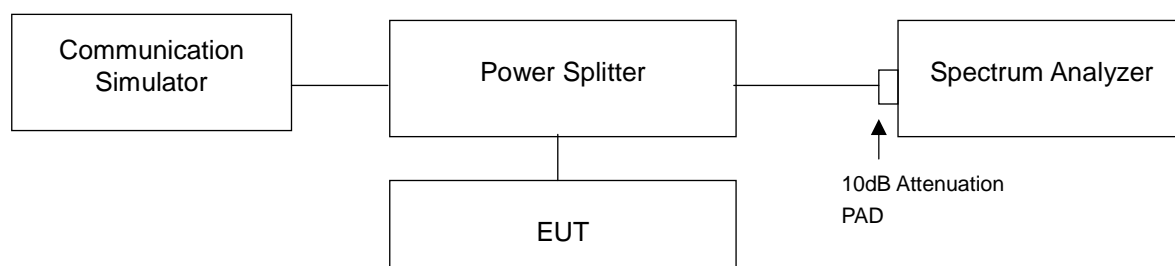 Communication
Simulator
Power Splitter
Spectrum Analyzer
10dB Attenuation
PAD
EUT